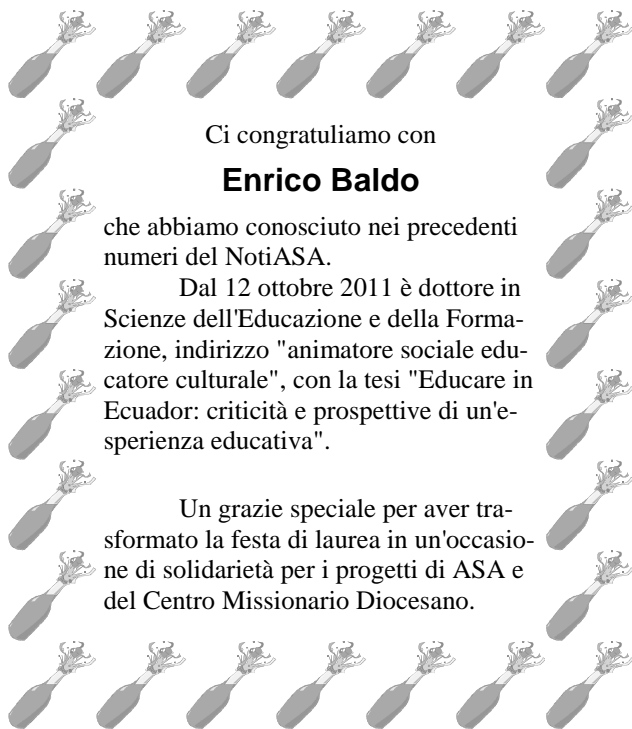 Ci congratuliamo con
Enrico Baldo
che abbiamo conosciuto nei precedenti
numeri del NotiASA.
Dal 12 ottobre 2011 è dottore in
Scienze dell'Educazione e della Forma-
zione, indirizzo "animatore sociale edu-
catore culturale", con la tesi "Educare in
Ecuador: criticità e prospettive di un'e-
sperienza educativa".
Un grazie speciale per aver tra-
sformato la festa di laurea in un'occasio-
ne di solidarietà per i progetti di ASA e
del Centro Missionario Diocesano.